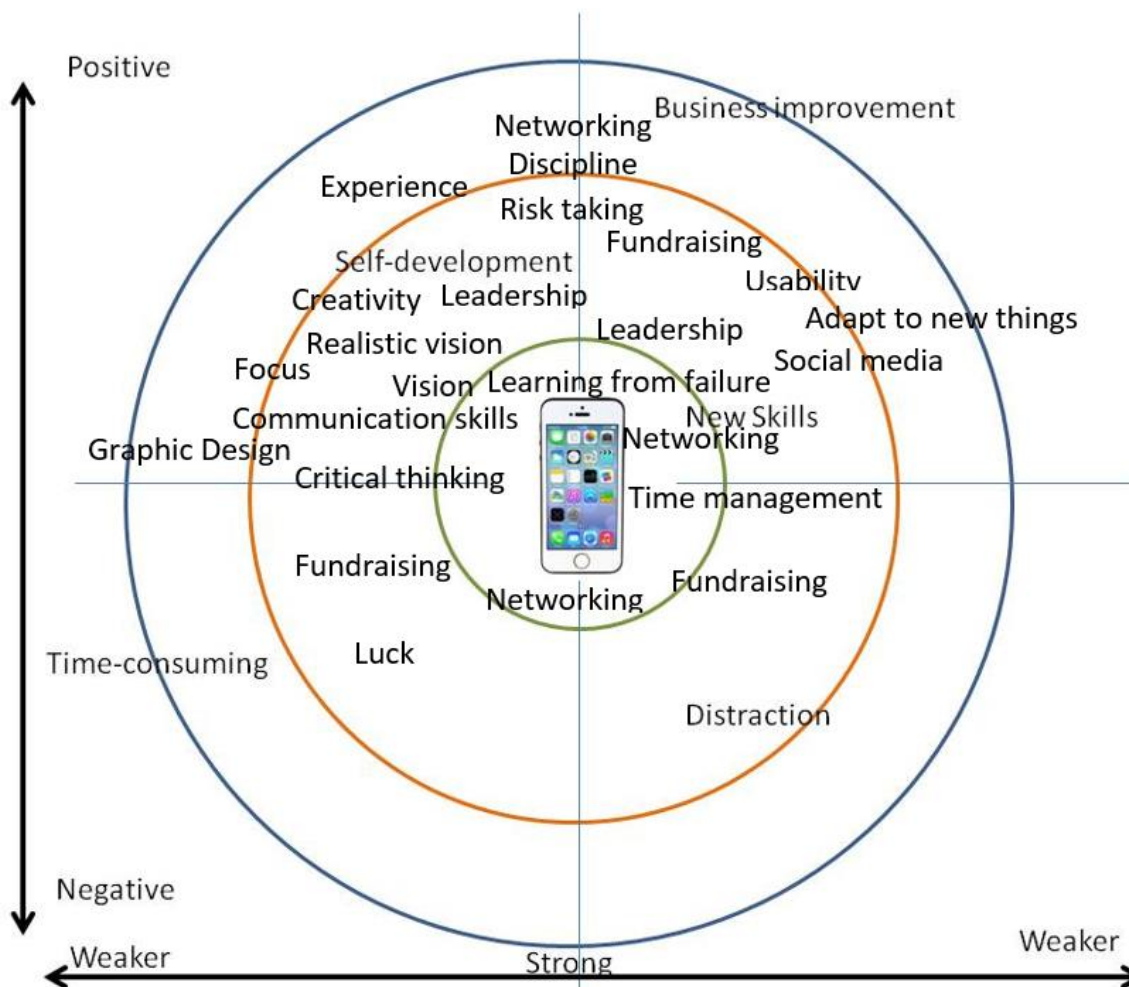 Positive
Business improvement
Networking
Discipline
Experience
Risk taking
Fundraising
Self-development
Usability
Creativity
Leadership
Adapt to new things
Leadership
Realistic vision
Social media
Focus
Vision
Learning from failure
Communication skills
New Skills
Networking
Graphic Design
Critical thinking
Time management
Fundraising
Fundraising
Networking
Luck
Time-consuming
Distraction
Negative
Weaker
Strong
Weaker